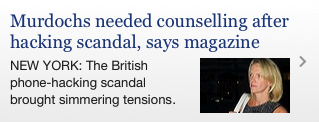 Murdochs needed counselling after
hacking scandal, says magazine
NEW YORK: The British
phone-hacking scandal
brought simmering tensions.